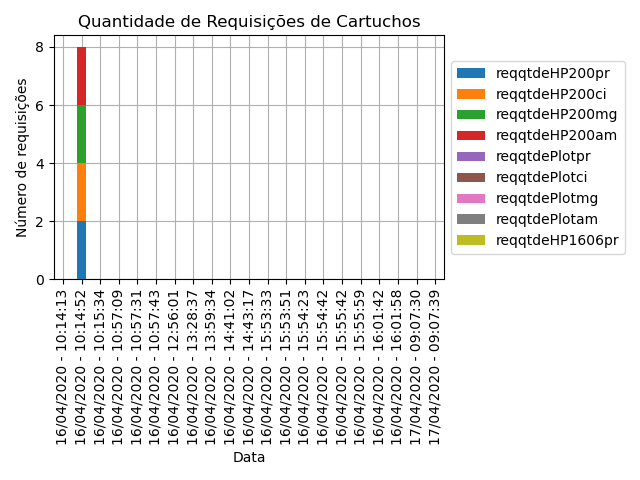 Quantidade de Requisições de Cartuchos
Número de requisições
8
6
4
2
0
reqqtdeHP200pr
reqqtdeHP200ci
reqqtdeHP200mg
reqqtdeHP200am
reqqtdePlotpr
reqqtdePlotci
reqqtdePlotmg
reqqtdePlotam
reqqtdeHP1606pr
16/04/2020 - 10:14:13
16/04/2020 - 10:14:52
16/04/2020 - 10:15:34
16/04/2020 - 10:57:09
16/04/2020 - 10:57:31
16/04/2020 - 10:57:43
16/04/2020 - 12:56:01
16/04/2020 - 13:28:37
16/04/2020 - 13:59:34
16/04/2020 - 14:41:02
16/04/2020 - 14:43:17
16/04/2020 - 15:53:33
16/04/2020 - 15:53:51
16/04/2020 - 15:54:23
16/04/2020 - 15:54:42
16/04/2020 - 15:55:42
16/04/2020 - 15:55:59
16/04/2020 - 16:01:42
16/04/2020 - 16:01:58
17/04/2020 - 09:07:30
17/04/2020 - 09:07:39
Data